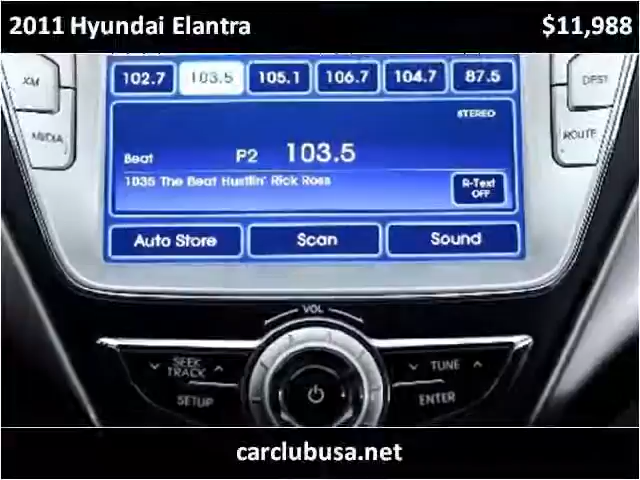 2011 Hyundai Elantra $11,988
XM DEST
102.7 103.5 105.1 106.7 104.7 87.5
STEREO
MEDIA ROUTE
Beat P2 103.5
1035 The Beat Hustlin' Rick Ross
R-Text
OFF
Auto Store Scan Sound
VOL
SEEK
TRACK
TUNE
SETUP ENTER
carclubusa.net